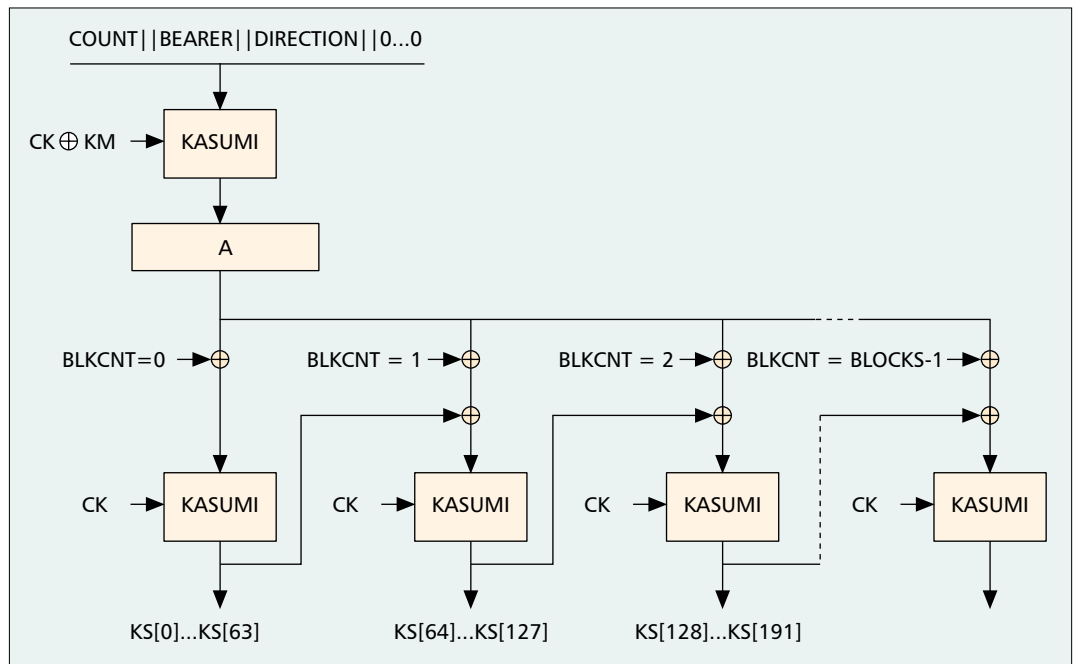 COUNT||BEARER||DIRECTION||0...0
CK ⊕ KM
KASUMI
A
BLKCNT=0
BLKCNT = 1
BLKCNT = 2
BLKCNT = BLOCKS-1
CK
KASUMI
CK
KASUMI
CK
KASUMI
CK
KASUMI
KS[0]...KS[63]
KS[64]...KS[127]
KS[128]...KS[191]